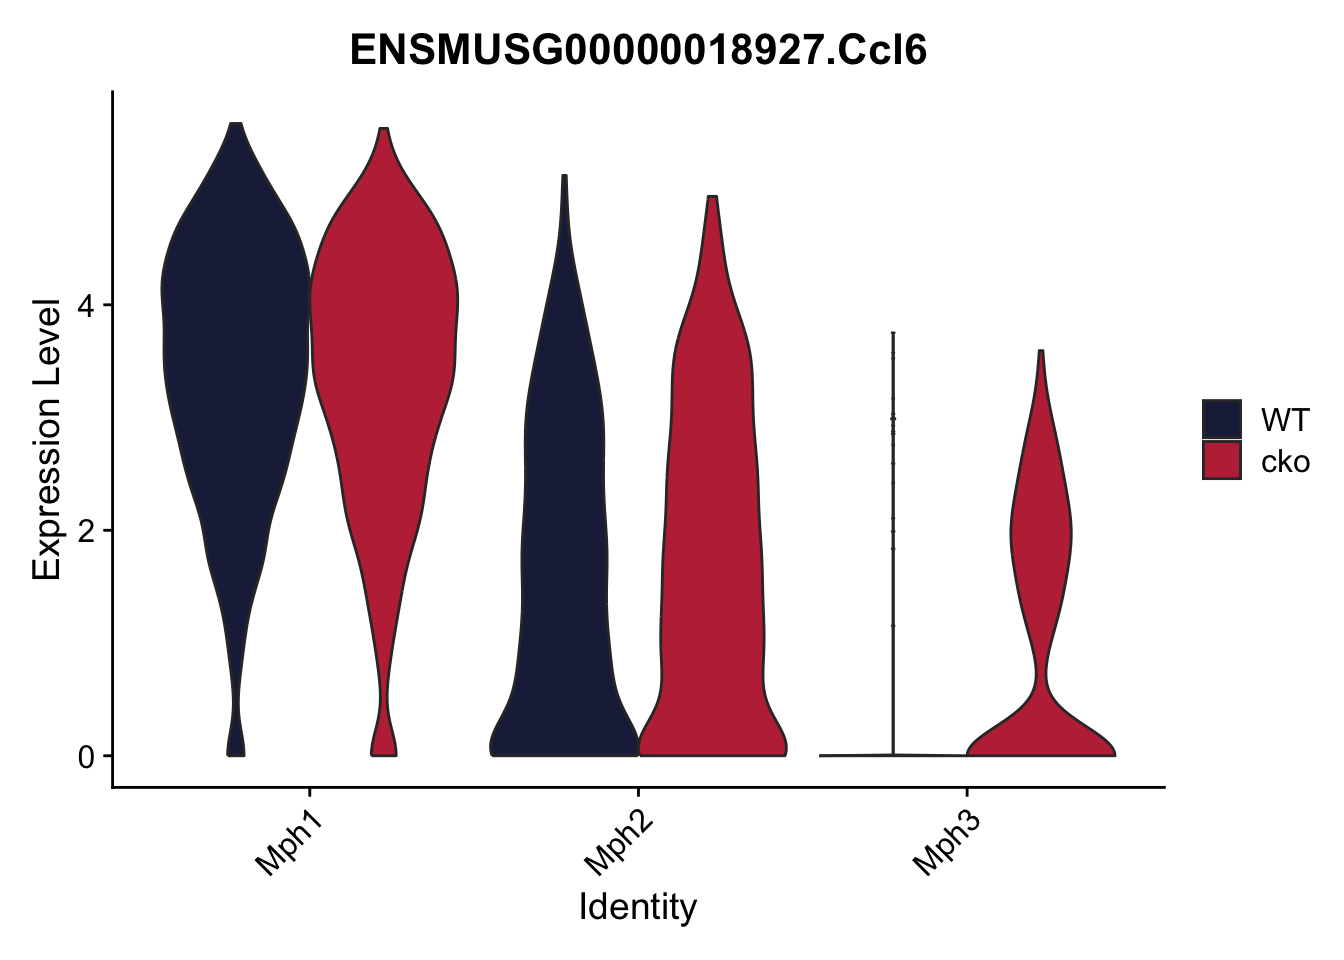 ENSMUSG00000018927.Ccl6
Expression Level
4
2
0
Mph1
Mph2
Mph3
Identity
WT
cko